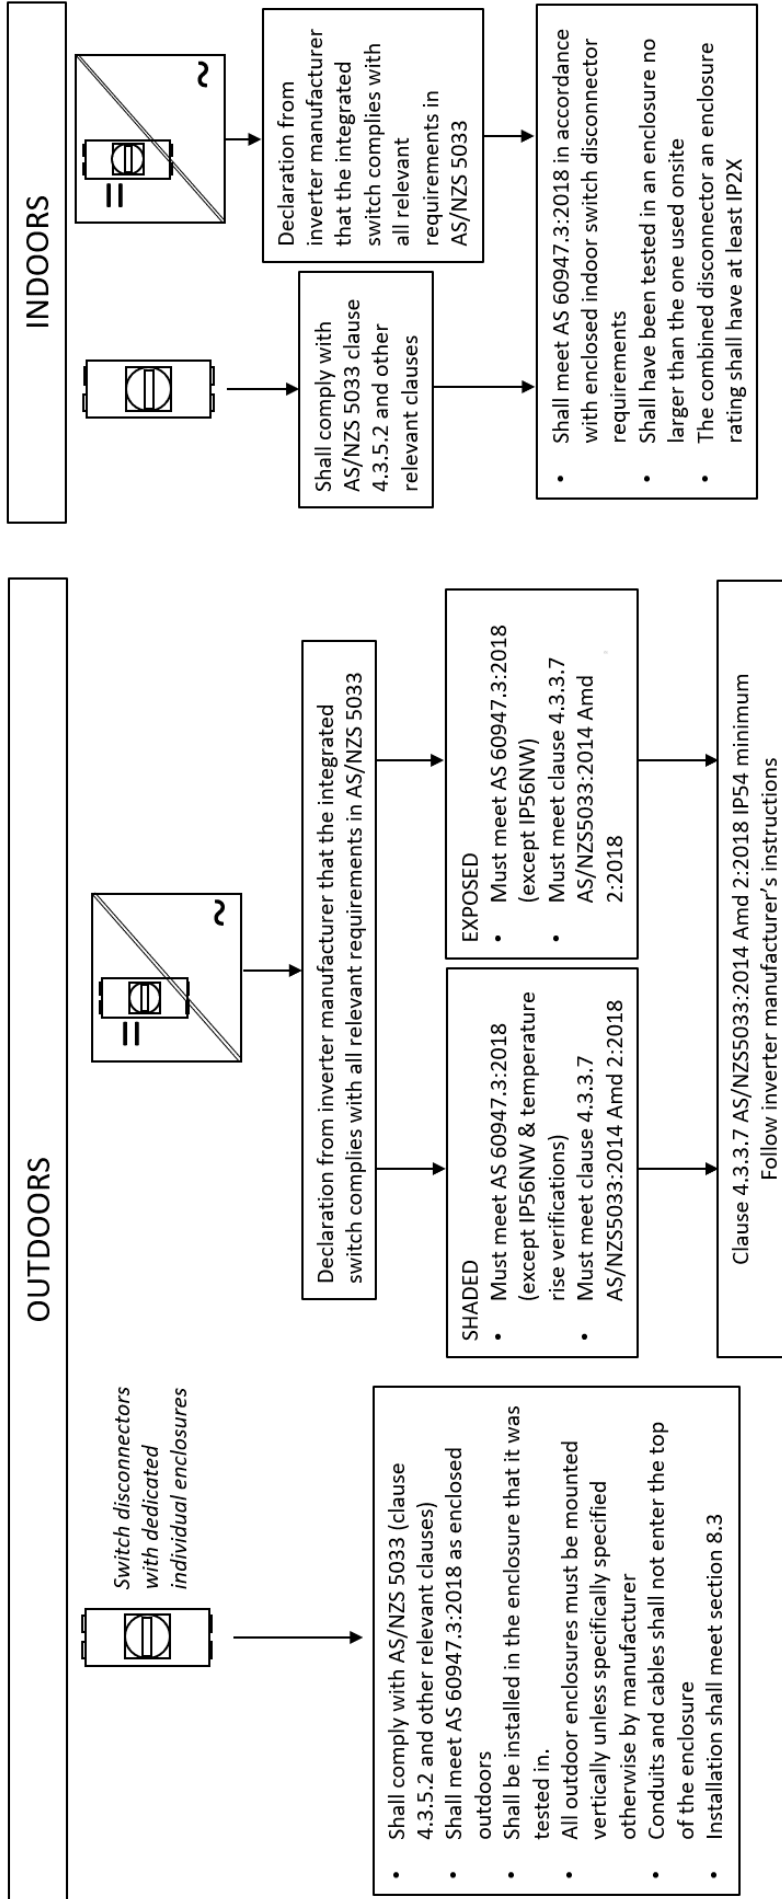 OUTDOORS
Switch disconnectors
with dedicated
individual enclosures
• Shall comply with AS/NZS 5033 (clause
4.3.5.2 and other relevant clauses)
• Shall meet AS 60947.3:2018 as enclosed
outdoors
• Shall be installed in the enclosure that it was
tested in.
• All outdoor enclosures must be mounted
vertically unless specifically specified
otherwise by manufacturer
• Conduits and cables shall not enter the top
of the enclosure
• Installation shall meet section 8.3
=
~
Declaration from inverter manufacturer that the integrated
switch complies with all relevant requirements in AS/NZS 5033
SHADED
• Must meet AS 60947.3:2018
(except IP56NW & temperature
rise verifications)
• Must meet clause 4.3.3.7
AS/NZS5033:2014 Amd 2:2018
EXPOSED
• Must meet AS 60947.3:2018
(except IP56NW)
• Must meet clause 4.3.3.7
AS/NZS5033:2014 Amd
2:2018
Clause 4.3.3.7 AS/NZS5033:2014 Amd 2:2018 IP54 minimum
Follow inverter manufacturer's instructions
INDOORS
Shall comply with
AS/NZS 5033 clause
4.3.5.2 and other
relevant clauses
=
~
Declaration from
inverter manufacturer
that the integrated
switch complies with
all relevant
requirements in
AS/NZS 5033
• Shall meet AS 60947.3:2018 in accordance
with enclosed indoor switch disconnector
requirements
• Shall have been tested in an enclosure no
larger than the one used onsite
• The combined disconnector an enclosure
rating shall have at least IP2X